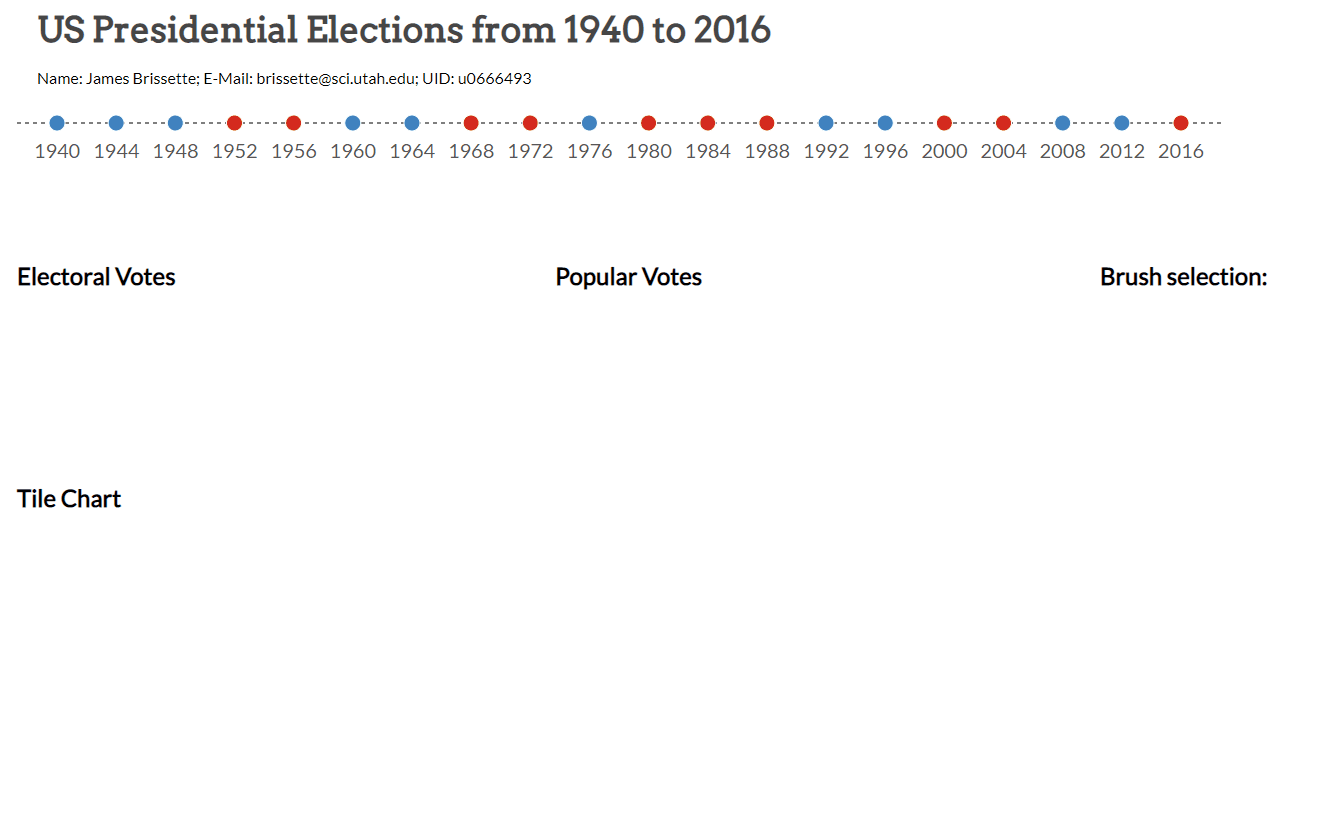 US Presidential Elections from 1940 to 2016
Name: James Brissette; E-Mail: brissette@sci.utah.edu; UID: u0666493
1940 1944 1948 1952 1956 1960 1964 1968 1972 1976 1980 1984 1988 1992 1996 2000 2004 2008 2012 2016
Electoral Votes Popular Votes Brush selection:
Tile Chart